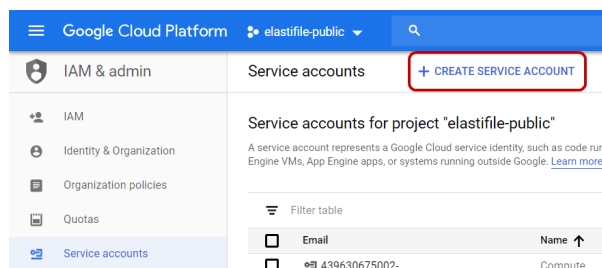 Google Cloud Platform elastifile-public
IAM & admin
Service accounts + CREATE SERVICE ACCOUNT
IAM
Identity & Organization
Organization policies
Quotas
Service accounts
Service accounts for project "elastifile-public"
A service account represents a Google Cloud service identity, such as code run
Engine VMs, App Engine apps, or systems running outside Google. Learn more
Filter table
Email Name
439630675002- Compute